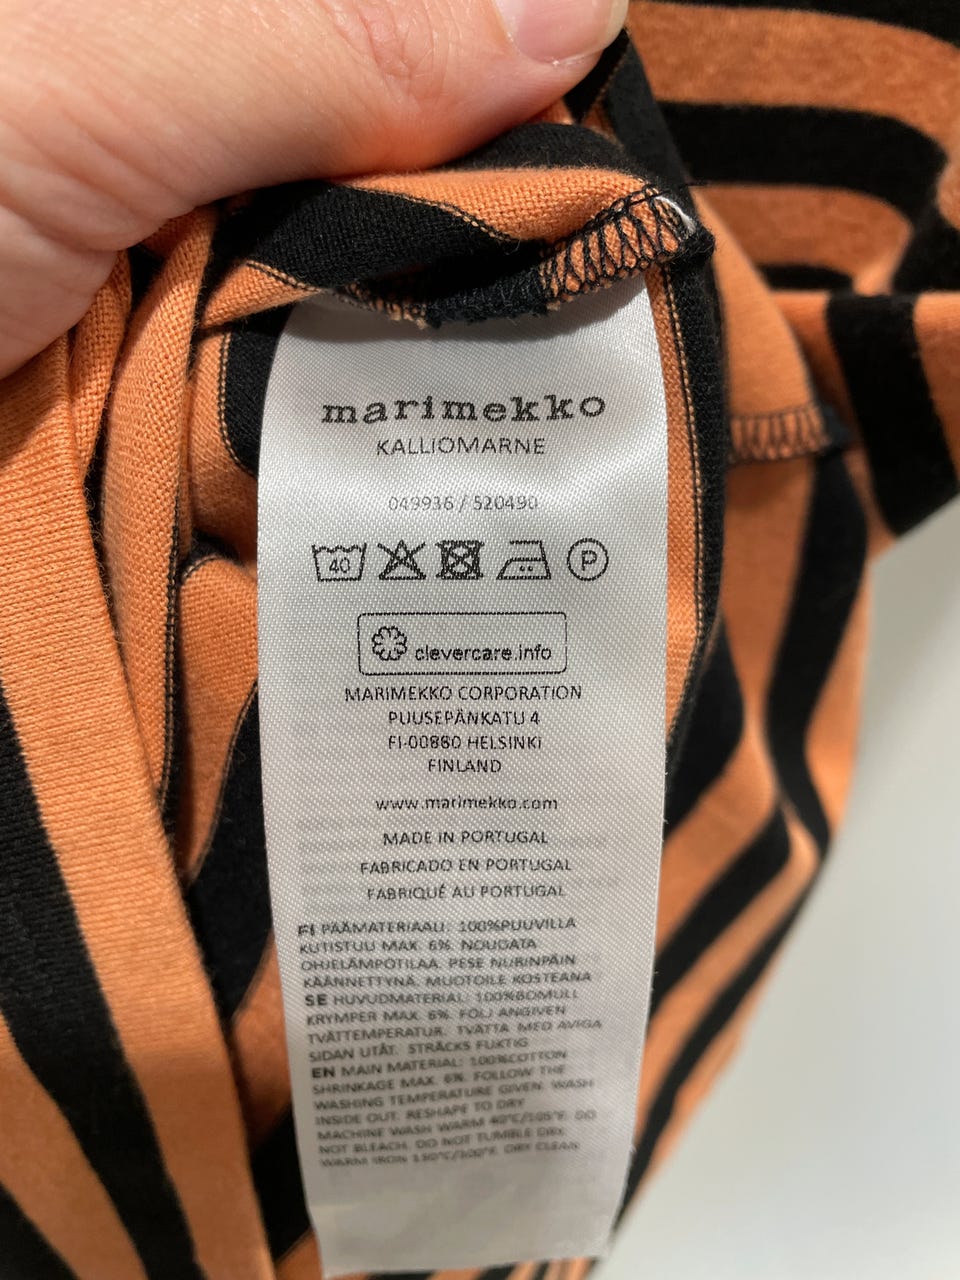 marimekko
KALLIOMARNE
049936 / 520490
40 P
clevercare.info
MARIMEKKO CORPORATION
PUUSEPÄNKATU 4
FI-00880 HELSINKI
FINLAND
www.marimekko.com
MADE IN PORTUGAL
FABRICADO EN PORTUGAL
FABRIQUÉ AU PORTUGAL
FI PÄÄMATERIAALI: 100%PUUVILLA
KUTISTUU MAX. 6%. NOUDATA
OHJELÄMPÖTILAA. PESE NURINPÄIN
KÄÄNNETTYNÄ. MUOTOILE KOSTEANA
SE HUVUDMATERIAL: 100%BOMULL
KRYMPER MAX. 6%. FÖLJ ANGIVEN
TVÄTTEMPERATUR. TVÄTTA MED AVIGA
SIDAN UTÅT. STRÄCKS FUKTIG
EN MAIN MATERIAL: 100%COTTON
SHRINKAGE MAX. 6%. FOLLOW THE
WASHING TEMPERATURE GIVEN. WASH
INSIDE OUT. RESHAPE TO DRY
MACHINE WASH WARM 40°C/105°F. DO
NOT BLEACH. DO NOT TUMBLE DRY.
WARM IRON 150°C/300°F. DRY CLEAN